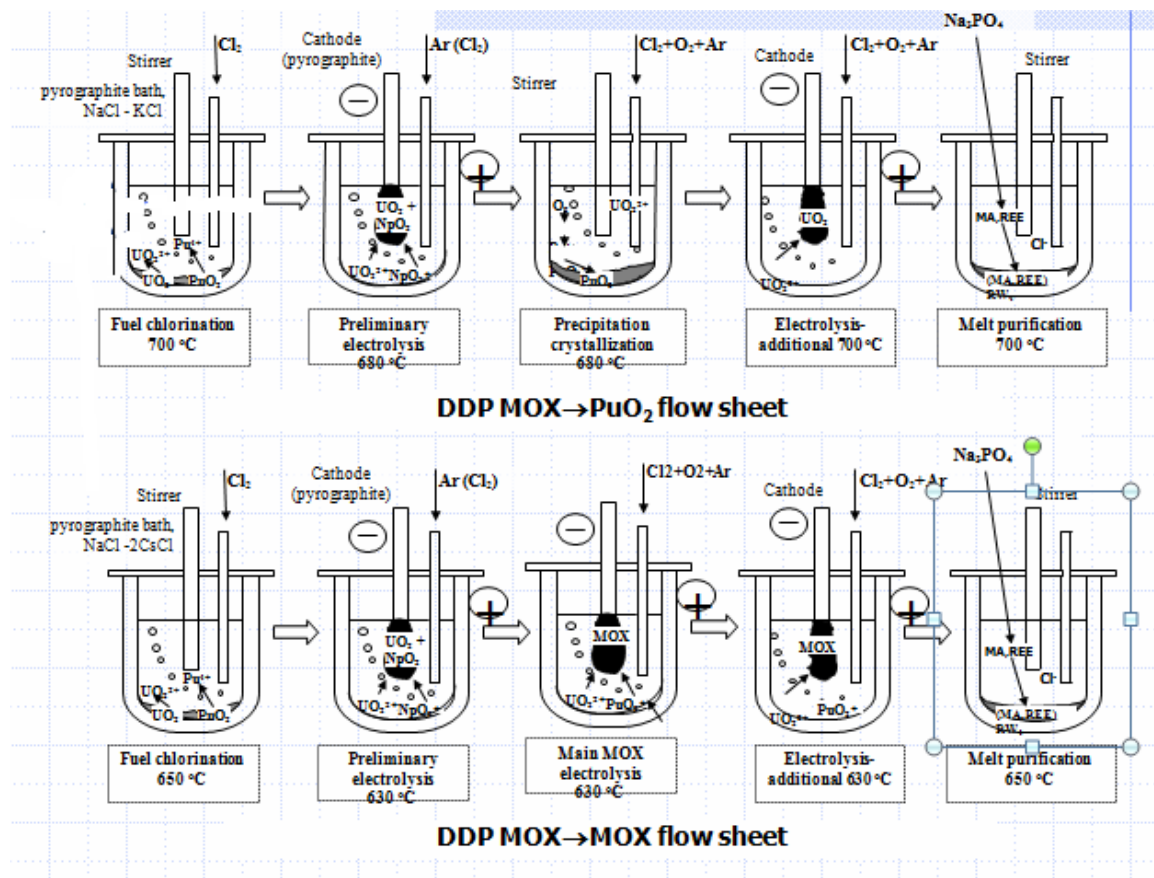 Cl₂
Stirrer
pyrographite bath,
NaCl - KCl
Pu⁴⁺
UO₂²⁺
UO₂ PuO₂
Fuel chlorination
700 °C
Cathode
(pyrographite)
Ar (Cl₂)
−
+
UO₂ +
NpO₂
UO₂²⁺NpO₂⁺
Preliminary
electrolysis
680 °C
Cl₂+O₂+Ar
Stirrer
O₂ UO₂²⁺
PuO₂
Precipitation
crystallization
680 °C
Cathode
Cl₂+O₂+Ar
−
+
UO₂
Electrolysis-
additional 700 °C
Na₃PO₄
Stirrer
MA,REE
Cl-
(MA,REE)
Melt purification
700 °C
DDP MOX→PuO₂ flow sheet
Cl₂
Stirrer
pyrographite bath,
NaCl -2CsCl
Pu⁴⁺
UO₂²⁺
UO₂ PuO₂
Fuel chlorination
650 °C
Cathode
(pyrographite)
Ar (Cl₂)
−
+
UO₂ +
NpO₂
UO₂²⁺NpO₂⁺
Preliminary
electrolysis
630 °C
Cl2+O2+Ar
−
+
MOX
UO₂²⁺PuO₂⁺
Main MOX
electrolysis
630 °C
Cathode
Cl₂+O₂+Ar
−
+
MOX
PuO₂⁺
Electrolysis-
additional 630 °C
Na₃PO₄
Stirrer
MA,REE
Cl-
(MA,REE)
Melt purification
650 °C
DDP MOX→MOX flow sheet